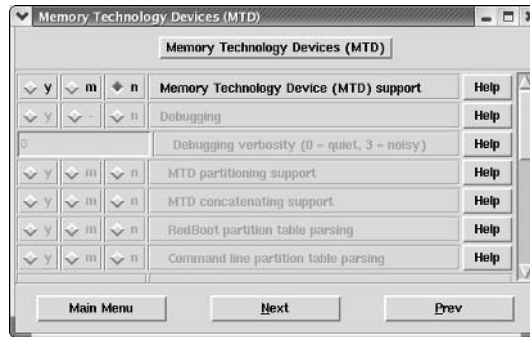 Memory Technology Devices (MTD)
Memory Technology Devices (MTD)
y m n Memory Technology Device (MTD) support Help
y - n Debugging Help
0 Debugging verbosity (0 = quiet, 3 = noisy) Help
y m n MTD partitioning support Help
y m n MTD concatenating support Help
y m n RedBoot partition table parsing Help
y m n Command line partition table parsing Help
Main Menu Next Prev